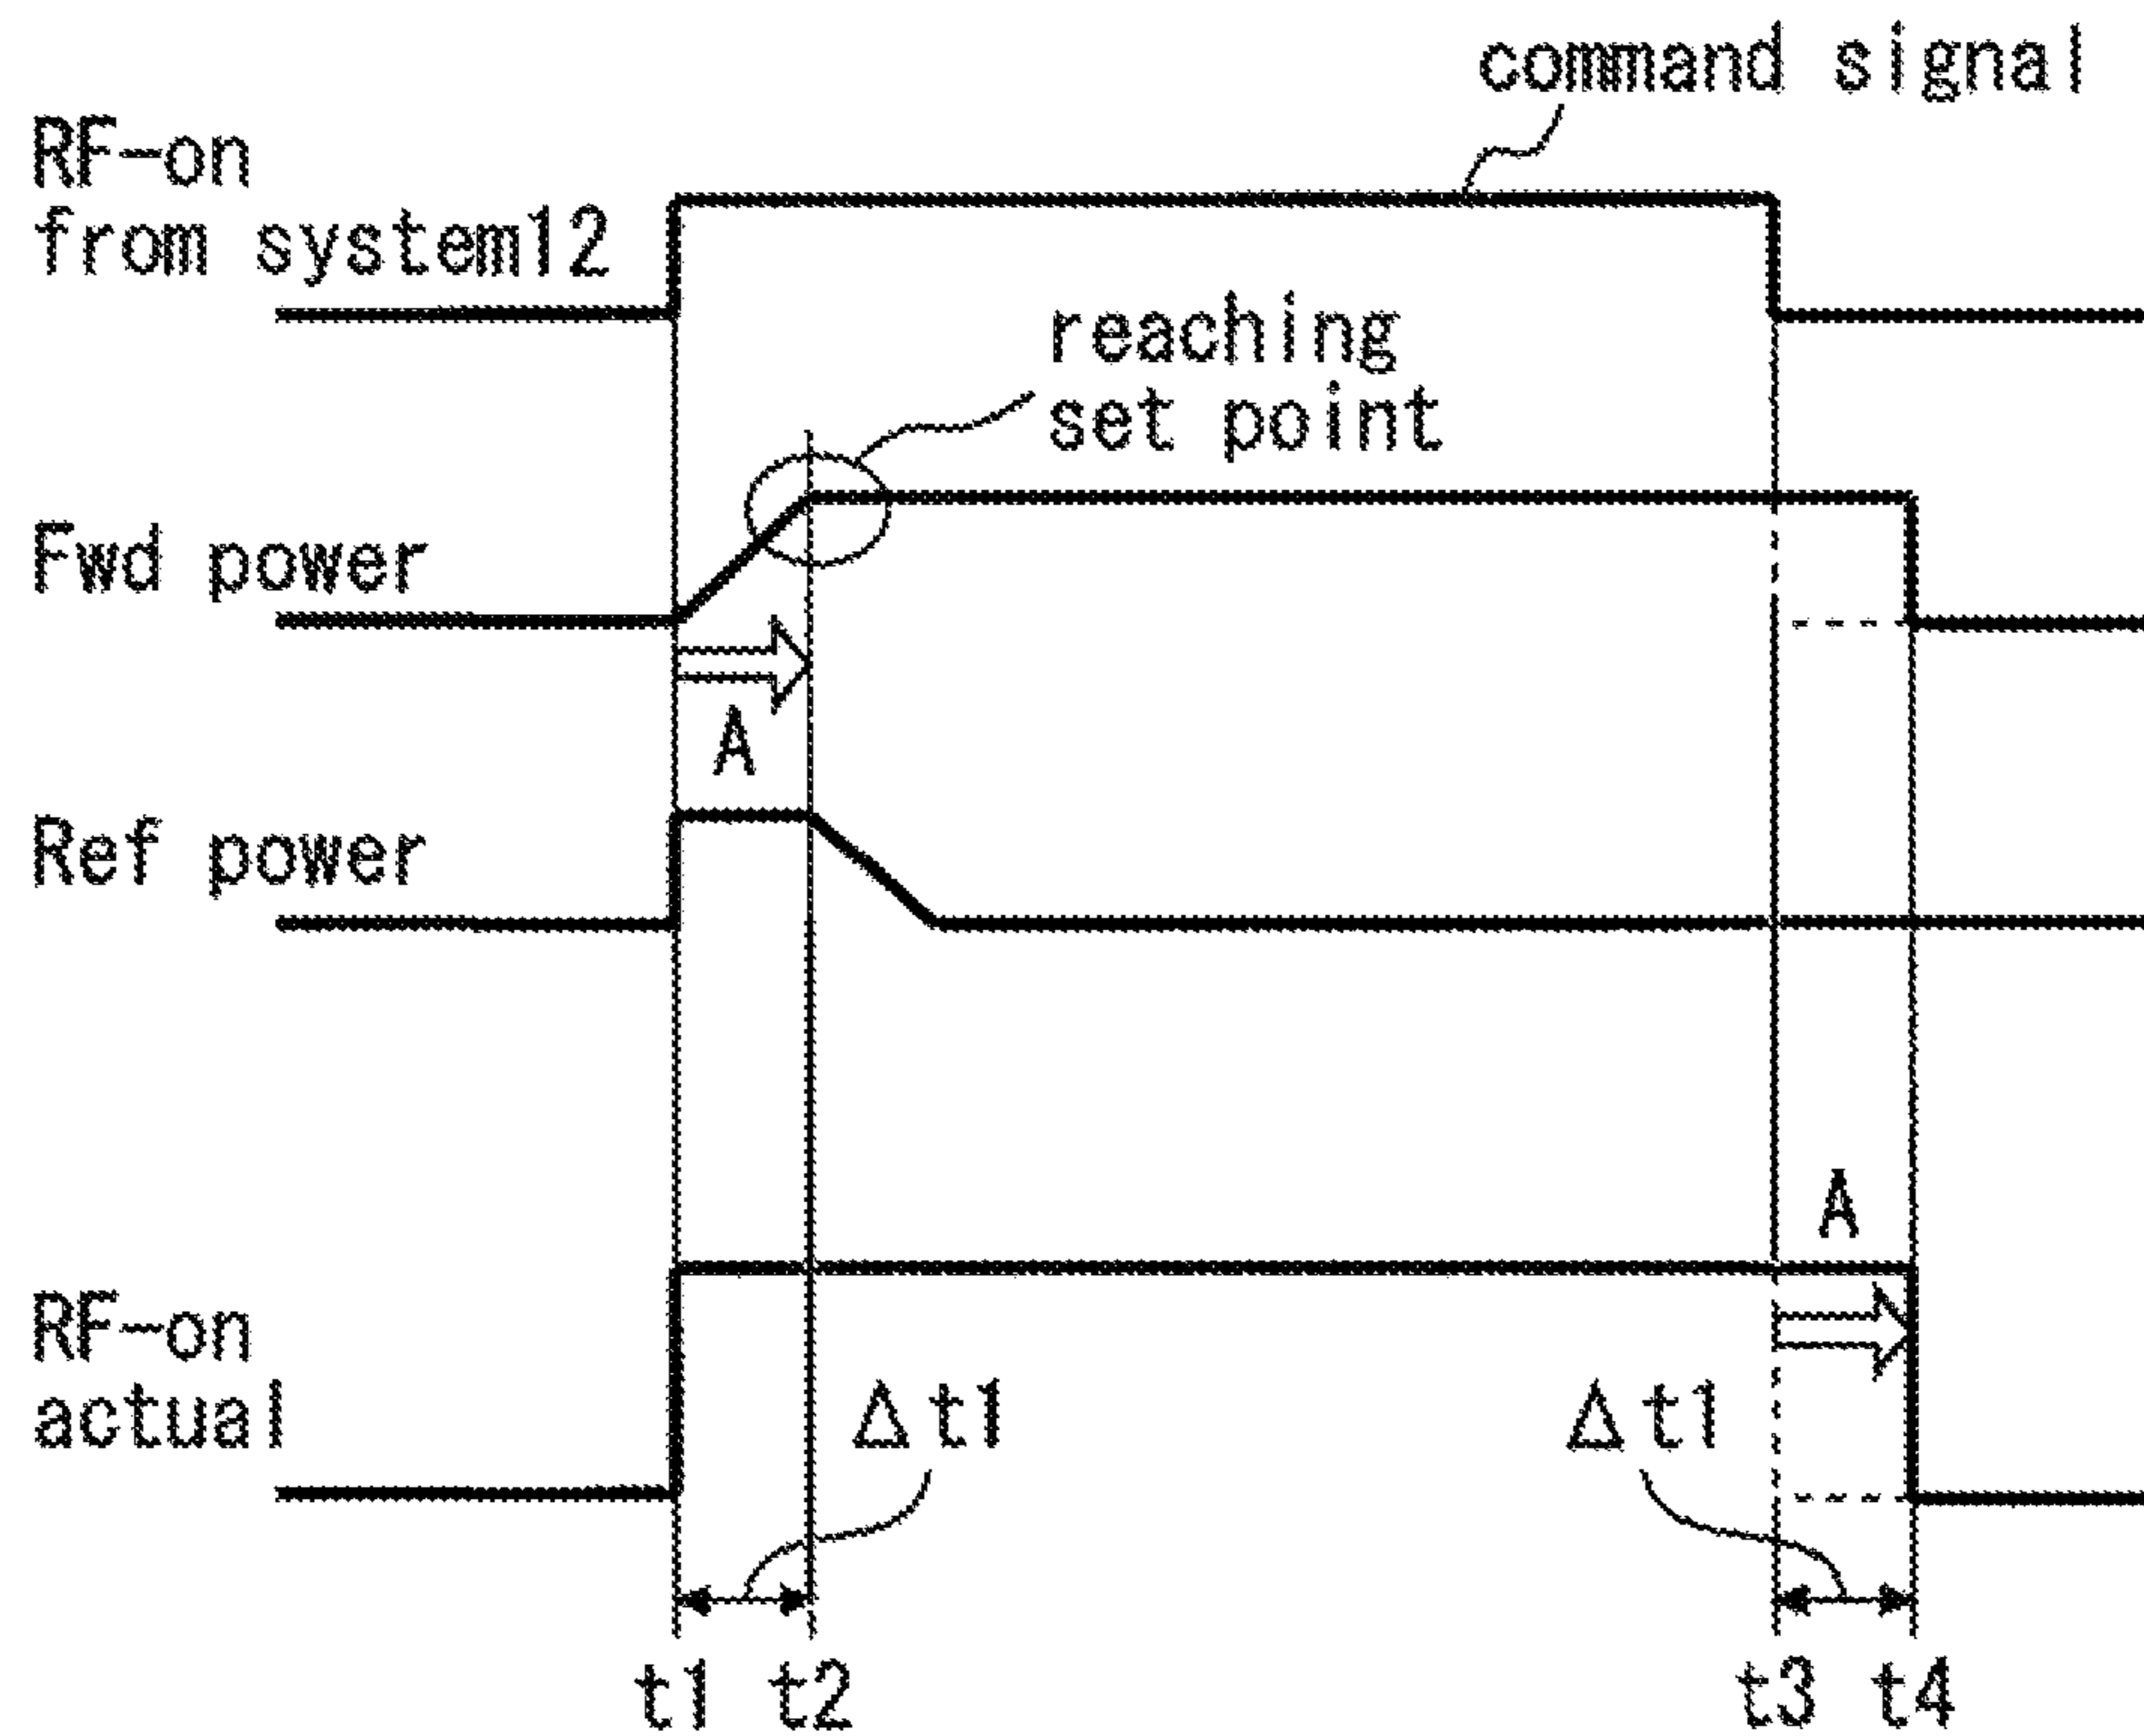 command signal
RF-on
from system12
reaching
set point
Fwd power
A
Ref power
A
RF-on
actual
Δt1
Δt1
t1 t2
t3 t4